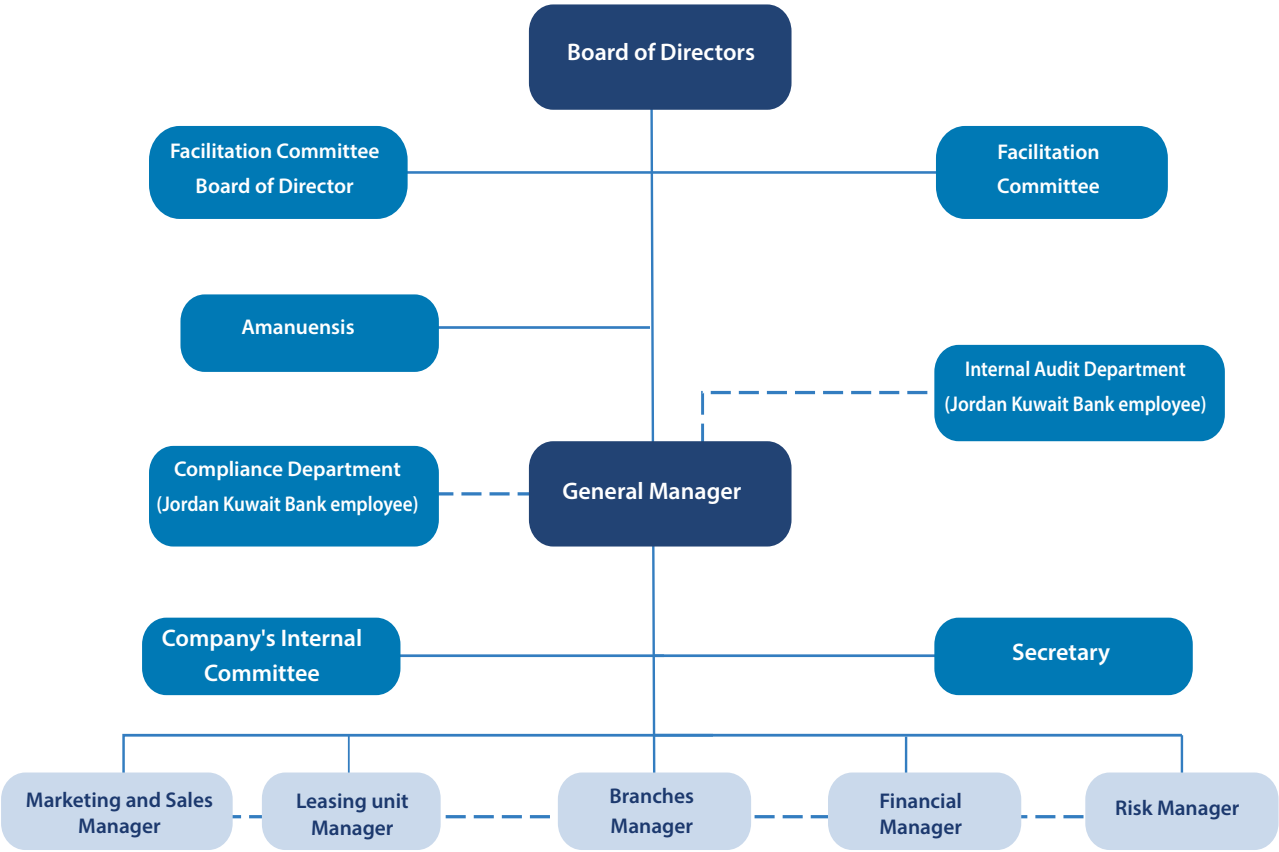 Board of Directors
Facilitation Committee
Board of Director
Facilitation
Committee
Amanuensis
Internal Audit Department
(Jordan Kuwait Bank employee)
Compliance Department
(Jordan Kuwait Bank employee)
General Manager
Company's Internal
Committee
Secretary
Marketing and Sales
Manager
Leasing unit
Manager
Branches
Manager
Financial
Manager
Risk Manager